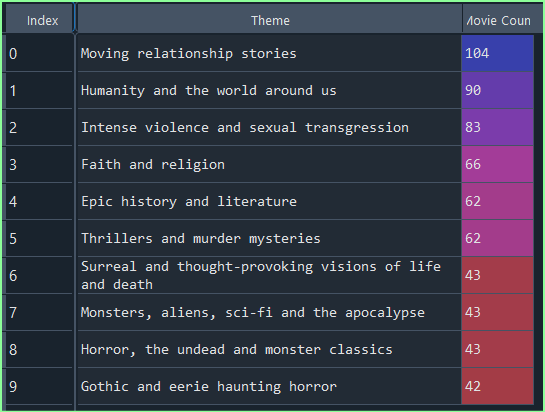 Index Theme Movie Coun
0 Moving relationship stories 104
1 Humanity and the world around us 90
2 Intense violence and sexual transgression 83
3 Faith and religion 66
4 Epic history and literature 62
5 Thrillers and murder mysteries 62
6 Surreal and thought-provoking visions of life 43
and death
7 Monsters, aliens, sci-fi and the apocalypse 43
8 Horror, the undead and monster classics 43
9 Gothic and eerie haunting horror 42